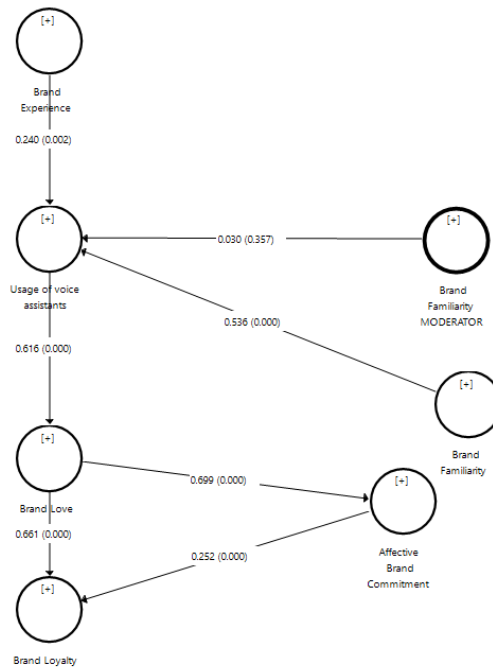 [+]
Brand
Experience
0.240 (0.002)
[+]
Usage of voice
assistants
0.030 (0.357)
[+]
Brand
Familiarity
MODERATOR
0.536 (0.000)
0.616 (0.000)
[+]
Brand
Familiarity
[+]
Brand Love
0.699 (0.000)
[+]
Affective
Brand
Commitment
0.661 (0.000)
0.252 (0.000)
[+]
Brand Loyalty